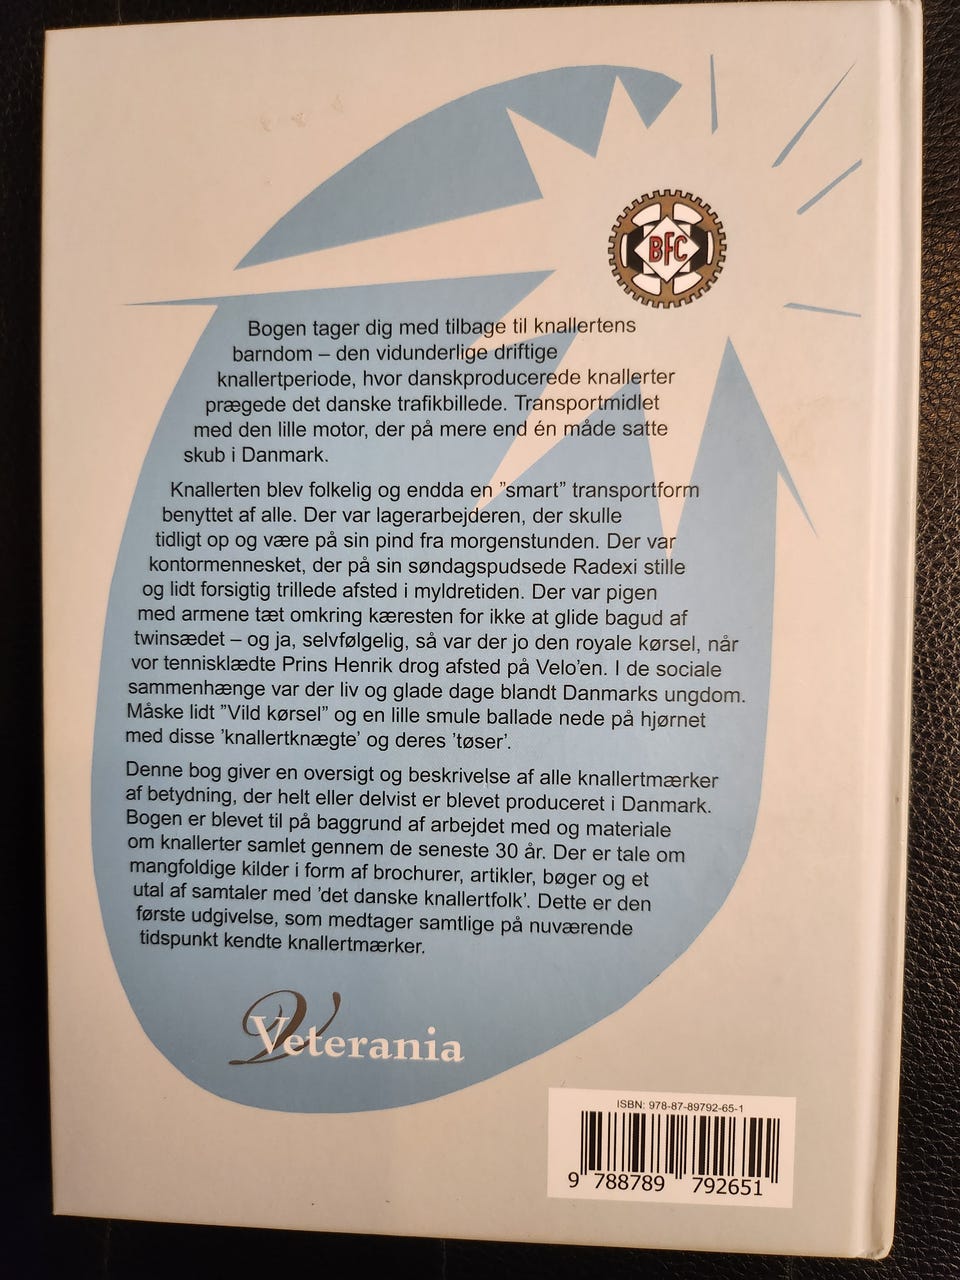 BFC
Bogen tager dig med tilbage til knallertens
barndom – den vidunderlige driftige
knallertperiode, hvor danskproducerede knallerter
prægede det danske trafikbillede. Transportmidlet
med den lille motor, der på mere end én måde satte
skub i Danmark.
Knallerten blev folkelig og endda en ”smart” transportform
benyttet af alle. Der var lagerarbejderen, der skulle
tidligt op og være på sin pind fra morgenstunden. Der var
kontormennesket, der på sin søndagspudsede Radexi stille
og lidt forsigtig trillede afsted i myldretiden. Der var pigen
med armene tæt omkring kæresten for ikke at glide bagud af
twinsædet – og ja, selvfølgelig, så var der jo den royale kørsel, når
vor tennisklædte Prins Henrik drog afsted på Velo’en. I de sociale
sammenhænge var der liv og glade dage blandt Danmarks ungdom.
Måske lidt ”Vild kørsel” og en lille smule ballade nede på hjørnet
med disse ’knallertknægte’ og deres ’tøser’.
Denne bog giver en oversigt og beskrivelse af alle knallertmærker
af betydning, der helt eller delvist er blevet produceret i Danmark.
Bogen er blevet til på baggrund af arbejdet med og materiale
om knallerter samlet gennem de seneste 30 år. Der er tale om
mangfoldige kilder i form af brochurer, artikler, bøger og et
utal af samtaler med ’det danske knallertfolk’. Dette er den
første udgivelse, som medtager samtlige på nuværende
tidspunkt kendte knallertmærker.
Veterania
ISBN: 978-87-89792-65-1
9 788789 792651